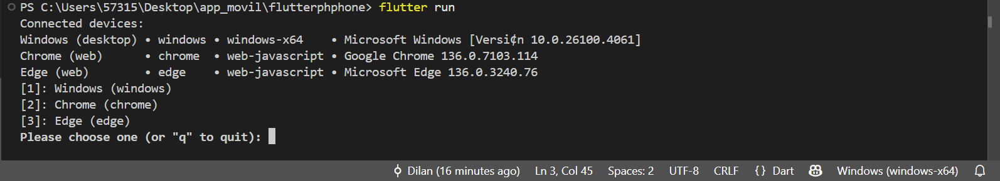 PS C:\Users\57315\Desktop\app_movil\flutterphphone> flutter run
Connected devices:
Windows (desktop) • windows • windows-x64    • Microsoft Windows [Versi¢n 10.0.26100.4061]
Chrome (web)      • chrome  • web-javascript • Google Chrome 136.0.7103.114
Edge (web)        • edge    • web-javascript • Microsoft Edge 136.0.3240.76
[1]: Windows (windows)
[2]: Chrome (chrome)
[3]: Edge (edge)
Please choose one (or "q" to quit):
Dilan (16 minutes ago) Ln 3, Col 45 Spaces: 2 UTF-8 CRLF {} Dart Windows (windows-x64)